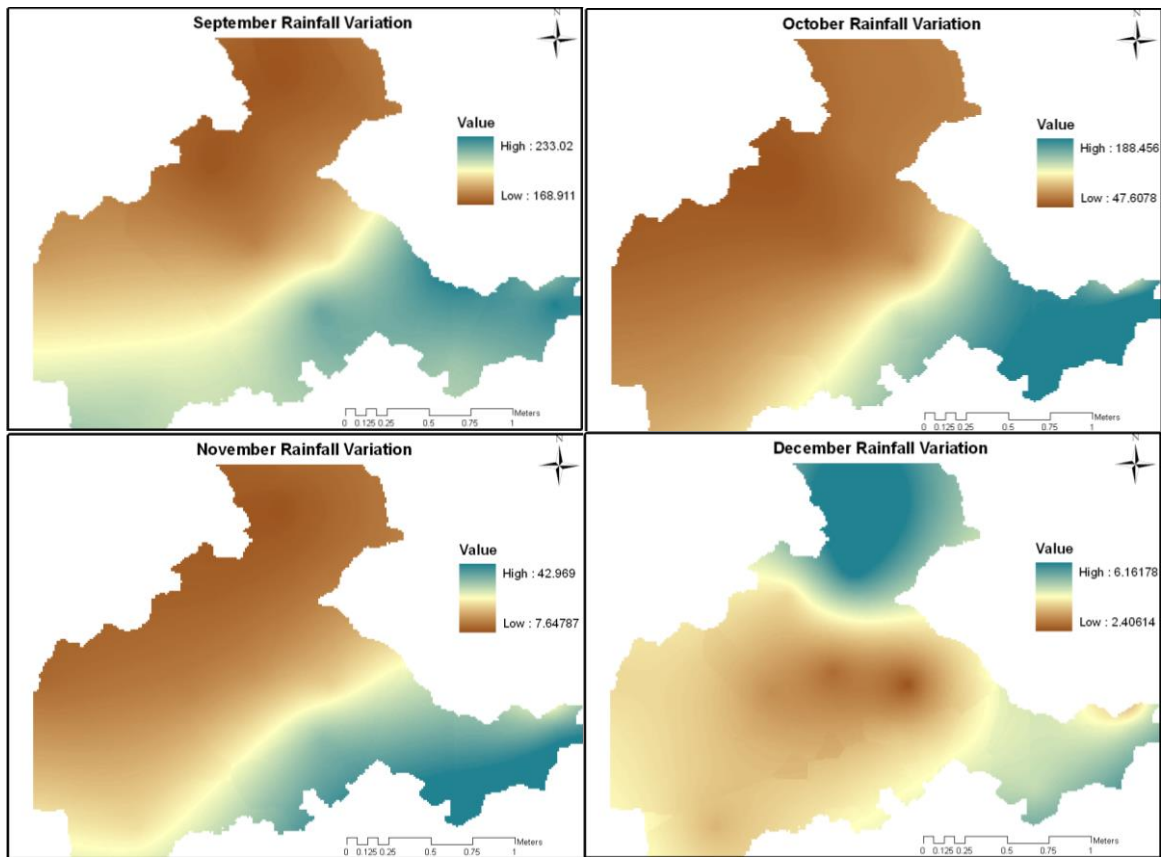 September Rainfall Variation
N
Value
High : 233.02
Low : 168.911
Meters
0 0.125 0.25 0.5 0.75 1
October Rainfall Variation
N
Value
High : 188.456
Low : 47.6078
Meters
0 0.125 0.25 0.5 0.75 1
November Rainfall Variation
N
Value
High : 42.969
Low : 7.64787
Meters
0 0.125 0.25 0.5 0.75 1
December Rainfall Variation
N
Value
High : 6.16178
Low : 2.40614
Meters
0 0.125 0.25 0.5 0.75 1